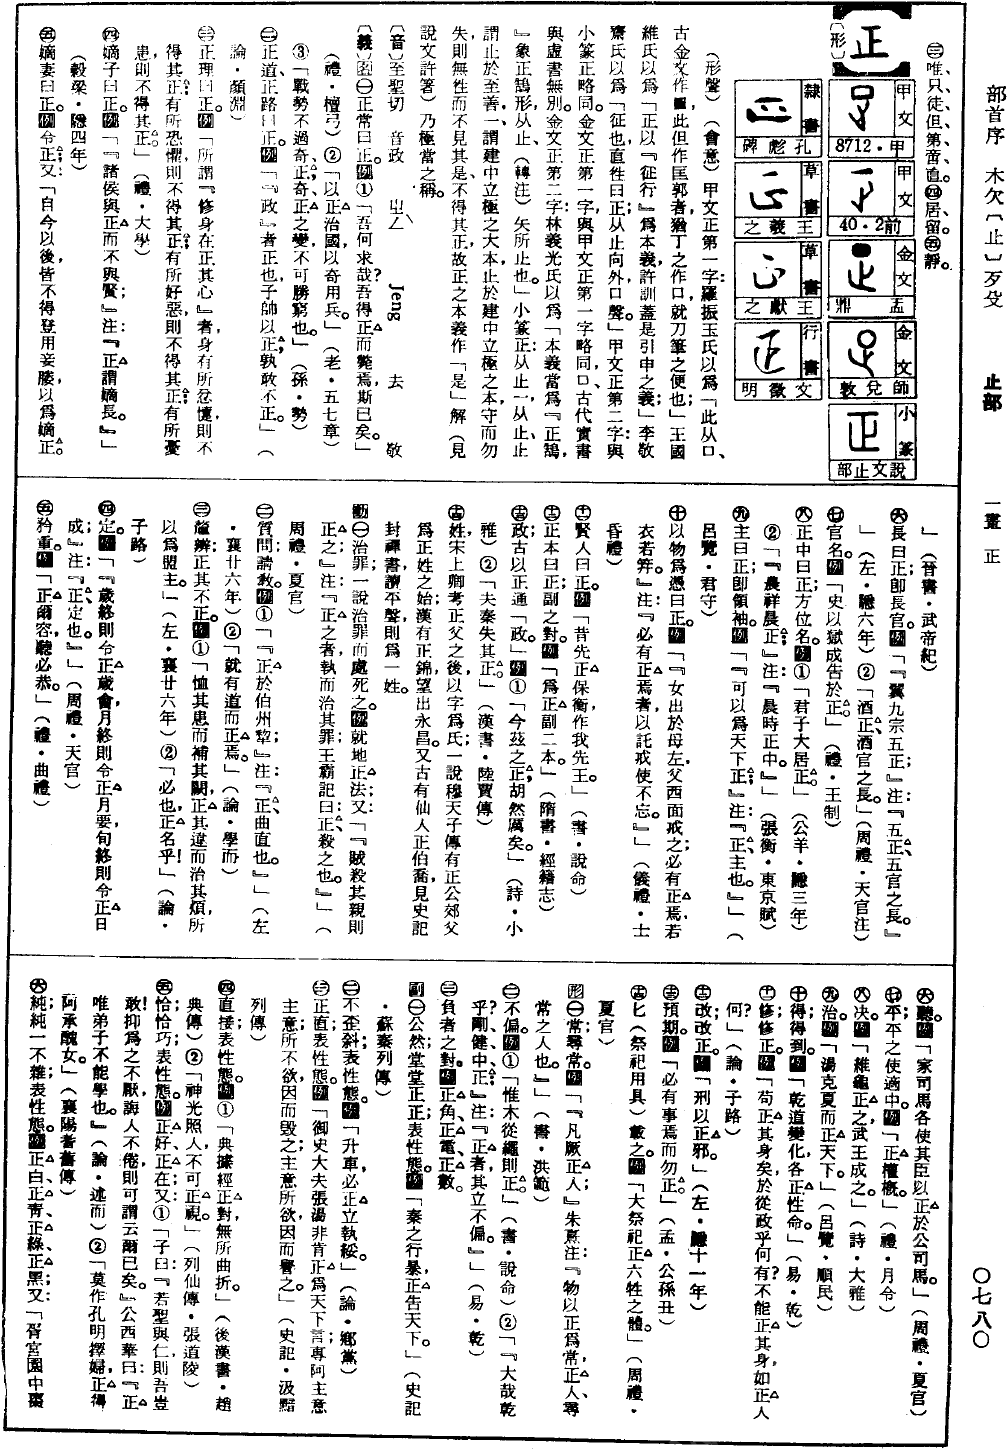 部首序 木欠〔止〕歹殳 止部 一畫 正 〇七八〇
㊂唯、只、徒、但、第、啻、直。㊃居、留。㊄靜。
正
〔形〕
甲文 甲·8712
甲文 前2·40
金文 盂鼎
金文 師兌敦
小篆 說文止部
隸書 孔彪碑
草書 王羲之
草書 王獻之
行書 文徵明
（形聲）（會意）甲文正第一字：羅振玉氏以爲「此从口、
古金文作■，此但作匡郭者，猶丁之作口，就刀筆之便也」王國
維氏以爲「正以『征行』爲本義，許訓蓋是引申之義」李敬
齋氏以爲「征也，直性曰正；从止向外，口聲。」甲文正第二字：與
小篆正略同。金文正第一字：與甲文正第一字略同，口、古代實書
與虛書無別。金文正第二字：林義光氏以爲「本義當爲『正鵠
』象正鵠形，从止（轉注）矢所止也」小篆正：从止一，从止，止
謂止於至善，一謂建中立極之大本，止於建中立極之本，守而勿
失，則無性而不見其是，不得其正，故正之本義作「是」解（見
說文許箸）乃極當之稱。
〔音〕至聖切 音政 ㄓㄥˋ Jeng 去 敬
〔義〕函㊀正常曰正。例①「吾何求哉？吾得正而斃焉，斯已矣」
（禮·檀弓）②「以正治國，以奇用兵。」（老·五七章）
③「戰勢不過奇、正；奇、正之變，不可勝窮也。」（孫·勢）
㊁正道、正路曰正。例「『政』者，正也；子帥以正，孰敢不正。」（
論·顏淵）
㊂正理曰正。例「所謂『修身在正其心』者，身有所忿懥，則不
得其正；有所恐懼，則不得其正；有所好惡，則不得其正；有所憂
患，則不得其正」（禮·大學）
㊃嫡子曰正。例「『諸侯與正而不與賢』注：『正謂嫡長。』」
（穀梁·隱四年）
㊄嫡妻曰正。例令正；又：「自今以後，皆不得登用妾媵以爲嫡正。
」（晉書·武帝紀）
㊅長曰正即長官。例「『翼九宗五正』注：『五正，五官之長。』
」（左·隱六年）②「酒正，酒官之長」（周禮·天官注）
㊆官名。例「史以獄成告於正。」（禮·王制）
㊇正中曰正方位名。例①「君子大居正。」（公羊·隱三年）
②「『農祥晨正』注：『晨時正中。』」（張衡·東京賦）
㊈主曰正即領袖。例「『可以爲天下正』注：『正，主也。』」（
呂覽·君守）
㊉以物爲憑曰正。例「『女出於母左，父西面戒之，必有正焉，若
衣若笄』注：『必有正焉者，以託戒使不忘。』」（儀禮·士
昏禮）
賢人曰正。例「昔先正保衡，作我先王。」（書·說命）
正本曰正副之對。例「爲正副二本。」（隋書·經籍志）
政古以正通「政」例①「今茲之正，胡然厲矣。」（詩·小
雅）②「夫秦失其正。」（漢書·陸賈傳）
姓宋上卿考正父之後，以字爲氏；一說穆天子傳有正公郊父
爲正姓之始；漢有正錦，望出永昌。又古有仙人正伯喬，見史記
封禪書，讀平聲，則爲一姓。
動㊀治罪一說治罪而處死之。例就地正法；又：「『賊殺其親，則
正之』注：『正之者，執而治其罪；王霸記曰：正、殺之也。』」（
周禮·夏官）
㊁質問、請教。例①「『正於伯州犂』注：『正、曲直也。』」（左
·襄廿六年）②「就有道而正焉。」（論·學而）
㊂釐辨、正其不正。例①「恤其患而補其闕，正其違而治其煩，所
以爲盟主。」（左·襄廿六年）②「必也正名乎！」（論·
子路）
㊃定。例「『歲終，則令正歲會；月終，則令正月要；旬終，則令正日
成』注：『正，定也。』」（周禮·天官）
㊄矜重。例「正爾容，聽必恭。」（禮·曲禮）
㊅聽。例「家司馬各使其臣以正於公司馬。」（周禮·夏官）
㊆平平之使適中。例「正權槪。」（禮·月令）
㊇决。例「維龜正之，武王成之。」（詩·大雅）
㊈治。例「湯克夏而正天下。」（呂覽·順民）
㊉得得到。例「乾道變化，各正性命。」（易·乾）
修修正。例「苟正其身矣，於從政乎何有？不能正其身，如正人
何？」（論·子路）
改改正。例「刑以正邪。」（左·隱十一年）
預期。例「必有事焉而勿正。」（孟·公孫丑）
匕（祭祀用具）載之。例「大祭祀正六牲之體。」（周禮·
夏官）
形㊀常、尋常。例「『凡厥正人』朱熹注：『物以正爲常，正人、尋
常之人也。』」（書·洪範）
㊁不偏。例①「惟木從繩則正。」（書·說命）②「『大哉乾
乎？剛、健、中、正』注：『正者，其立不偏。』」（易·乾）
㊂負者之對。例正角、正電、正數。
副㊀公然、堂堂正正表性態。例「秦之行暴，正告天下。」（史記
·蘇秦列傳）
㊁不歪斜表性態。例「升車，必正立，執綏。」（論·鄉黨）
㊂正直表性態。例「御史大夫張湯非肯正爲天下言，專阿主意，
主意所不欲，因而毀之；主意所欲，因而譽之。」（史記·汲黯
列傳）
㊃直接表性態。例①「典據經正對，無所曲折。」（後漢書·趙
典傳）②「神光照人，不可正視。」（列仙傳·張道陵）
㊄恰恰巧表性態。例正好、正在；又：①「子曰：『若聖與仁，則吾豈
敢！抑爲之不厭，誨人不倦，則可謂云爾已矣。』公西華曰：『正
唯弟子不能學也。』（論·述而）②「莫作孔明擇婦，正得
阿承醜女。」（襄陽耆舊傳）
㊅純純一不雜表性態。例正白、正靑、正綠、正黑；又：「胥宮園中棗